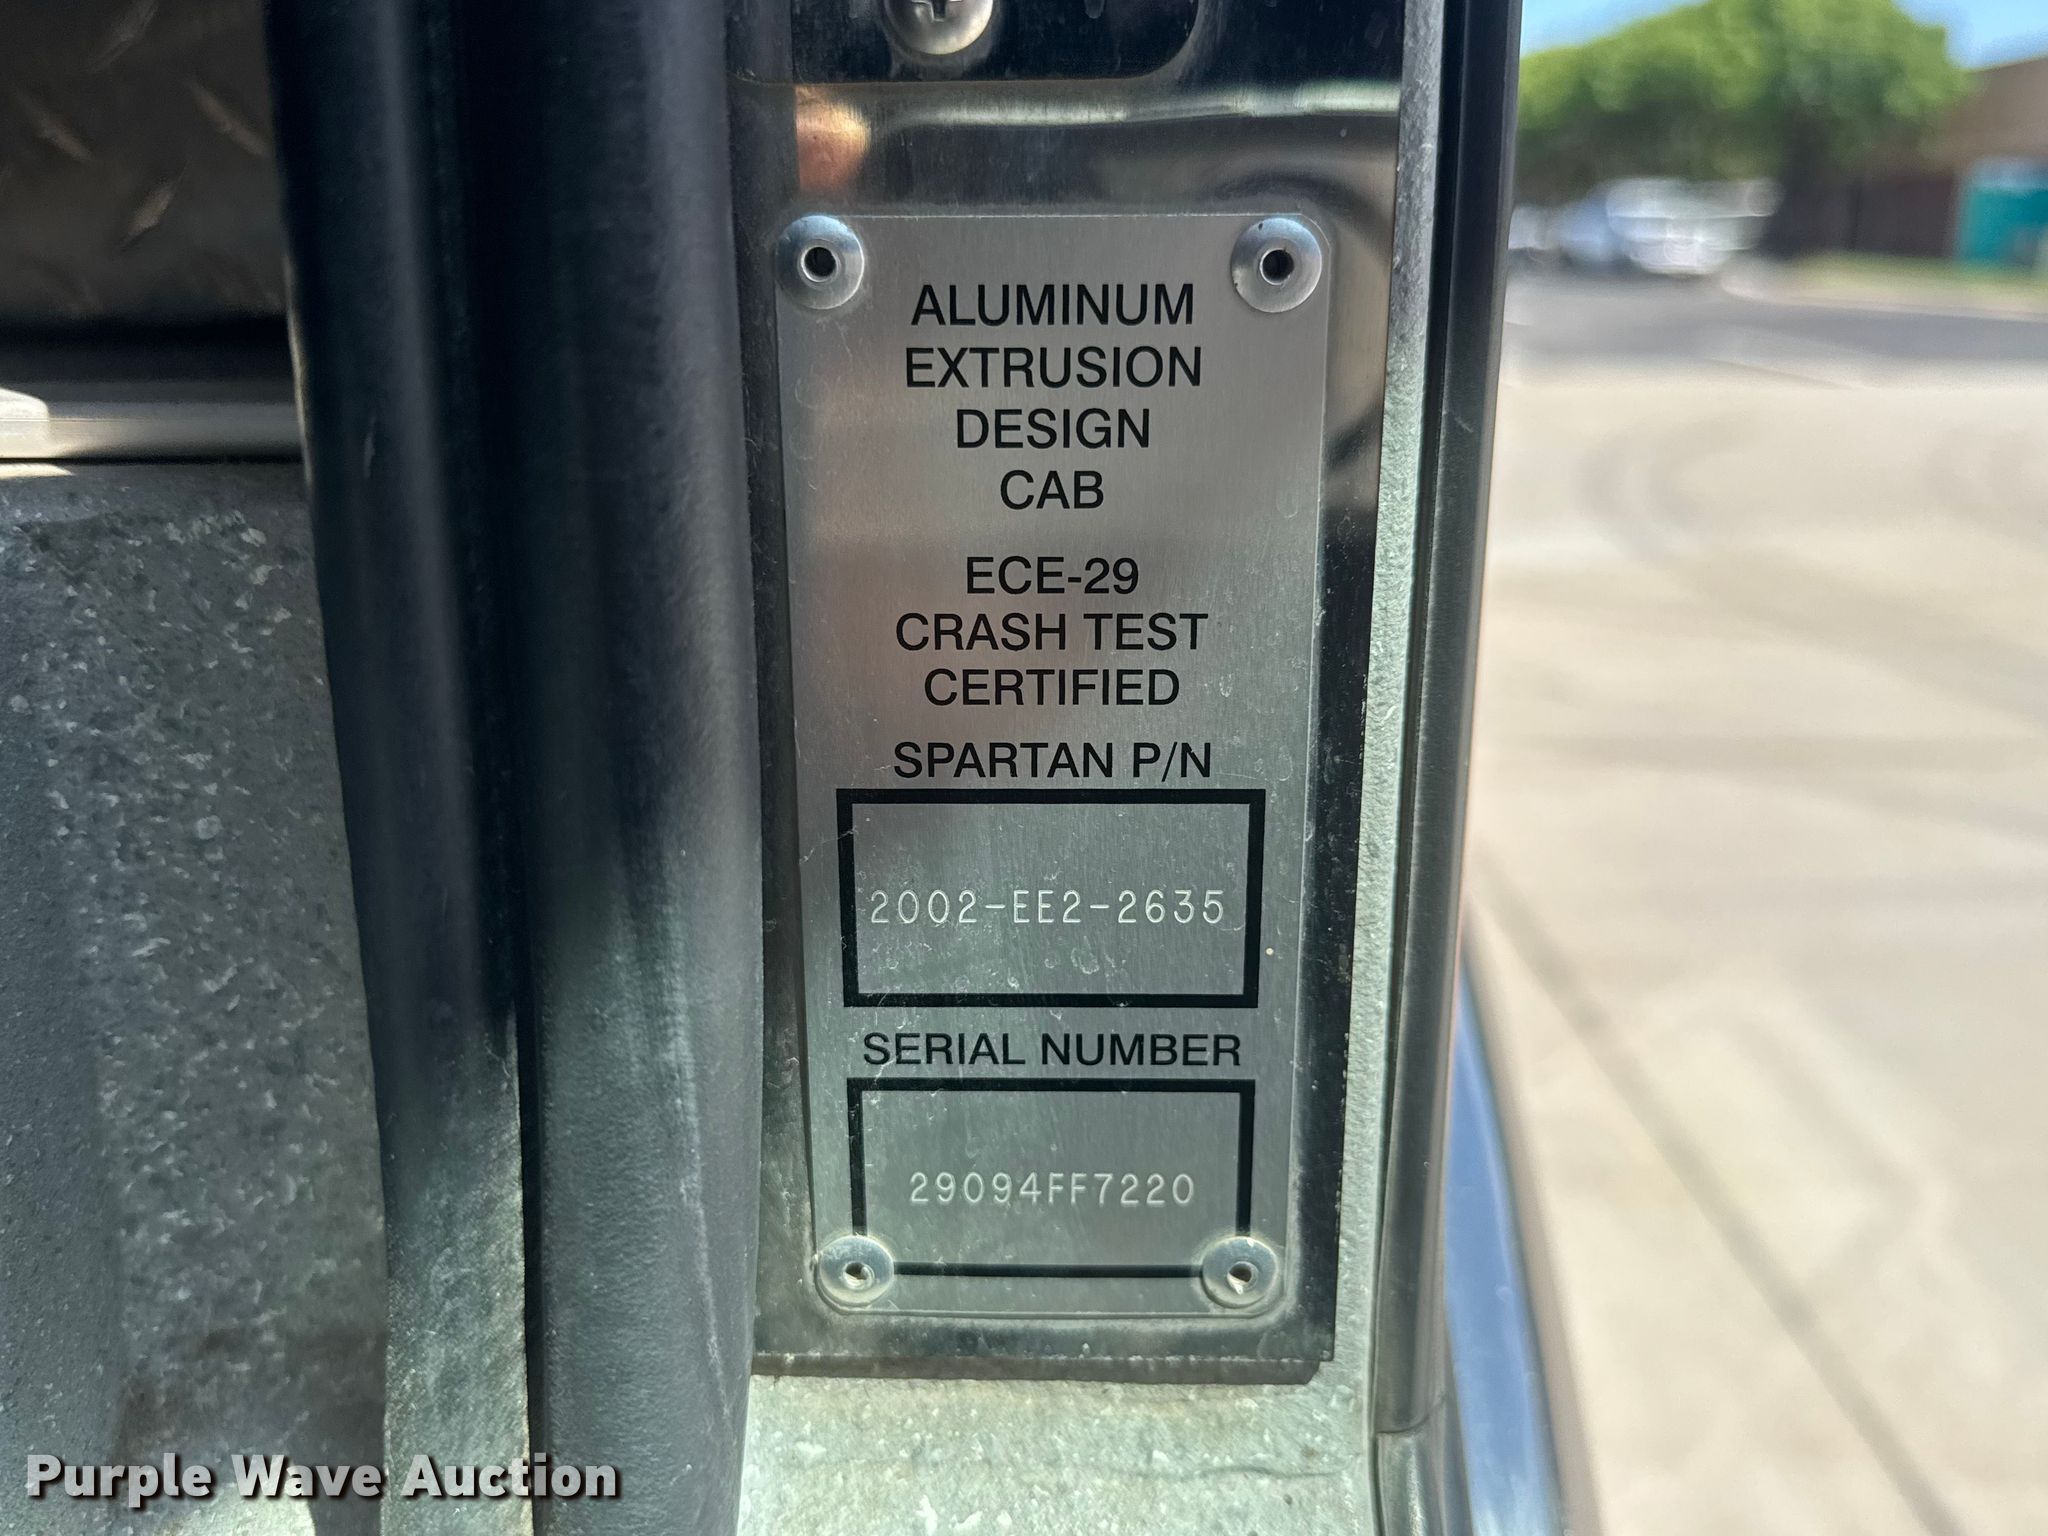 ALUMINUM
EXTRUSION
DESIGN
CAB
ECE-29
CRASH TEST
CERTIFIED
SPARTAN P/N
2002-EE2-2635
SERIAL NUMBER
29094FF7220
Purple Wave Auction